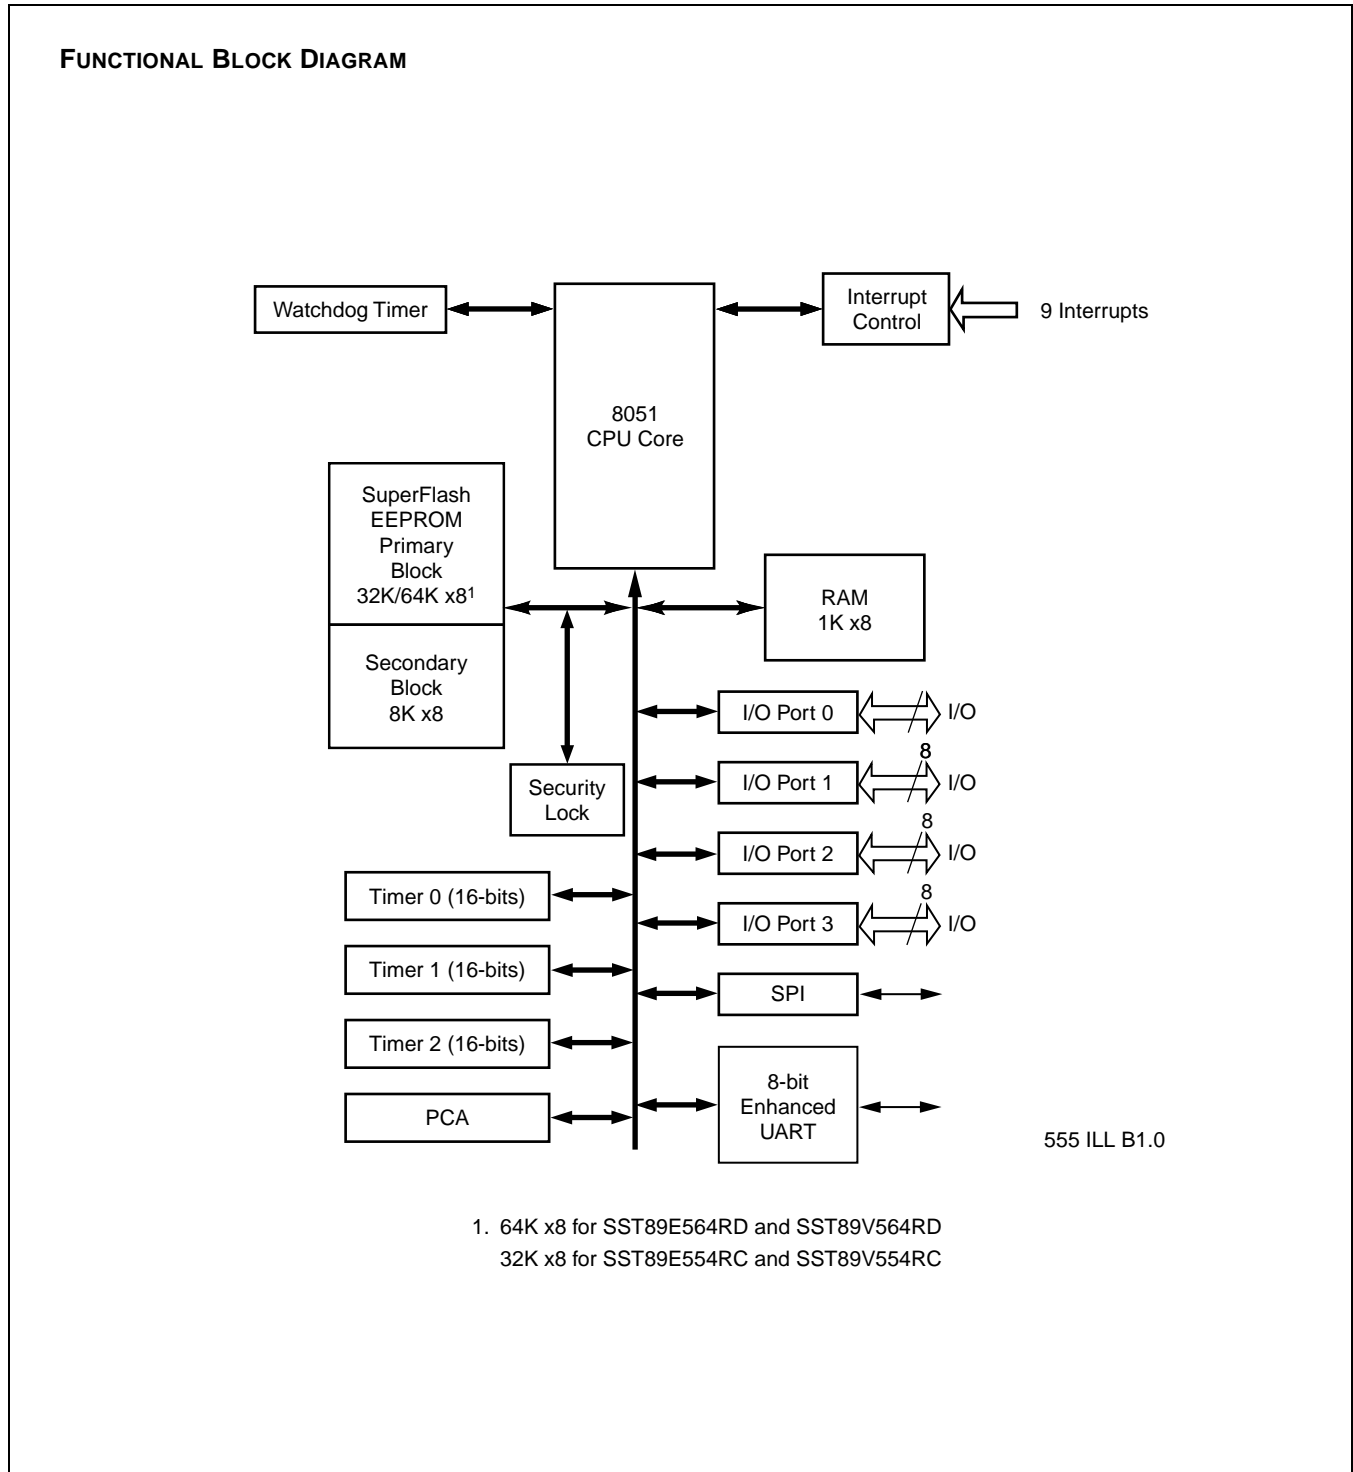 FUNCTIONAL BLOCK DIAGRAM
Watchdog Timer
8051
CPU Core
Interrupt
Control
9 Interrupts
SuperFlash
EEPROM
Primary
Block
32K/64K x8¹
Secondary
Block
8K x8
RAM
1K x8
Security
Lock
I/O Port 0
I/O
8
I/O Port 1
I/O
8
I/O Port 2
I/O
8
I/O Port 3
I/O
Timer 0 (16-bits)
Timer 1 (16-bits)
Timer 2 (16-bits)
PCA
SPI
8-bit
Enhanced
UART
555 ILL B1.0
1. 64K x8 for SST89E564RD and SST89V564RD
32K x8 for SST89E554RC and SST89V554RC